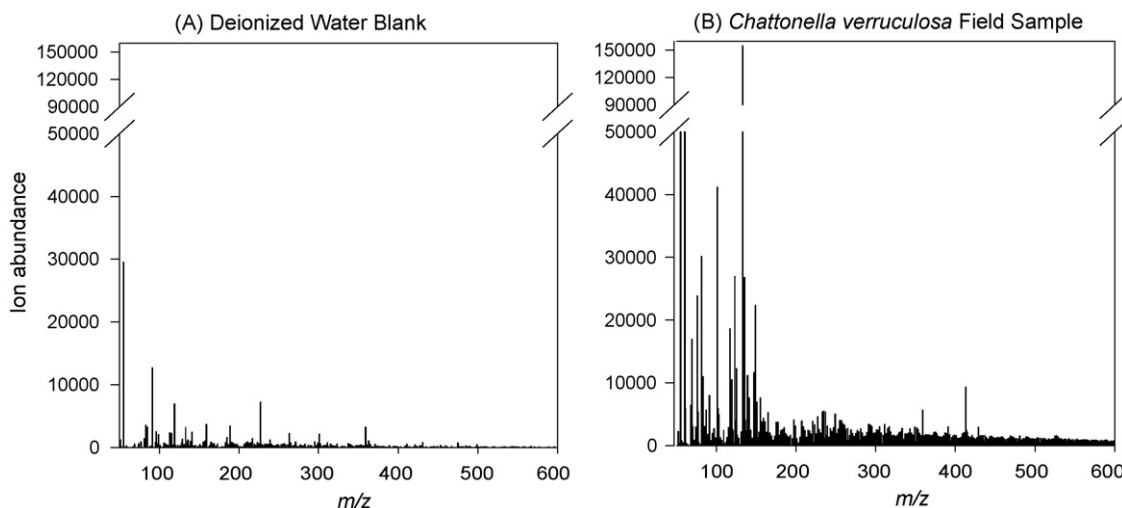 (A) Deionized Water Blank
150000
120000
90000
50000
40000
30000
20000
10000
0
100 200 300 400 500 600
m/z
Ion abundance
(B) Chattonella verruculosa Field Sample
150000
120000
90000
50000
40000
30000
20000
10000
0
100 200 300 400 500 600
m/z